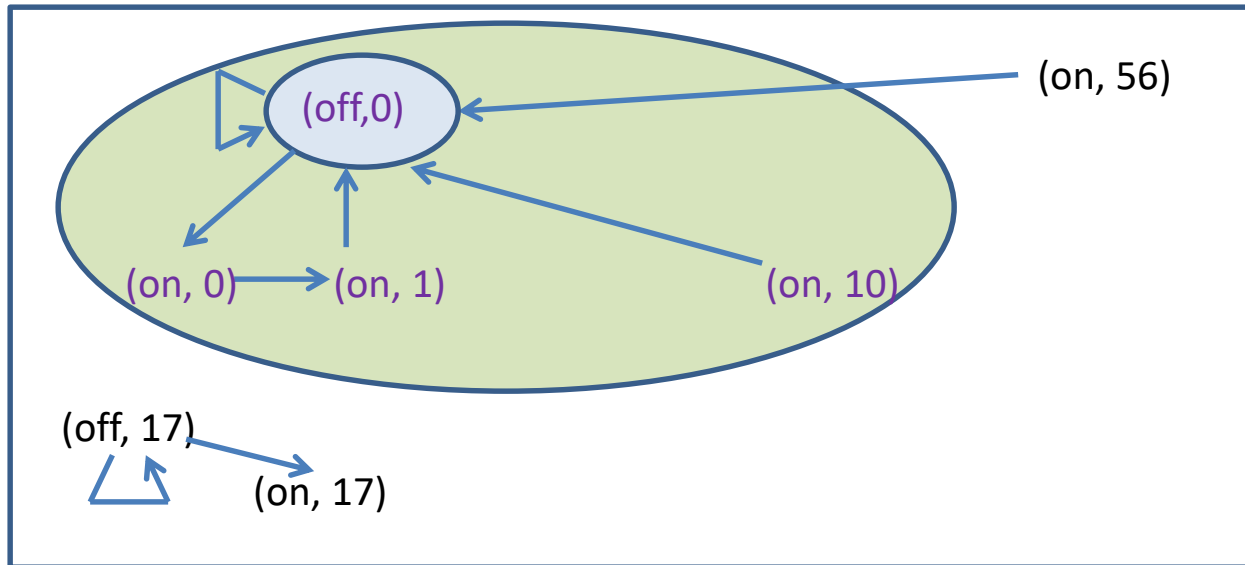 (on, 56)
(off,0)
(on, 0)
(on, 1)
(on, 10)
(off, 17)
(on, 17)